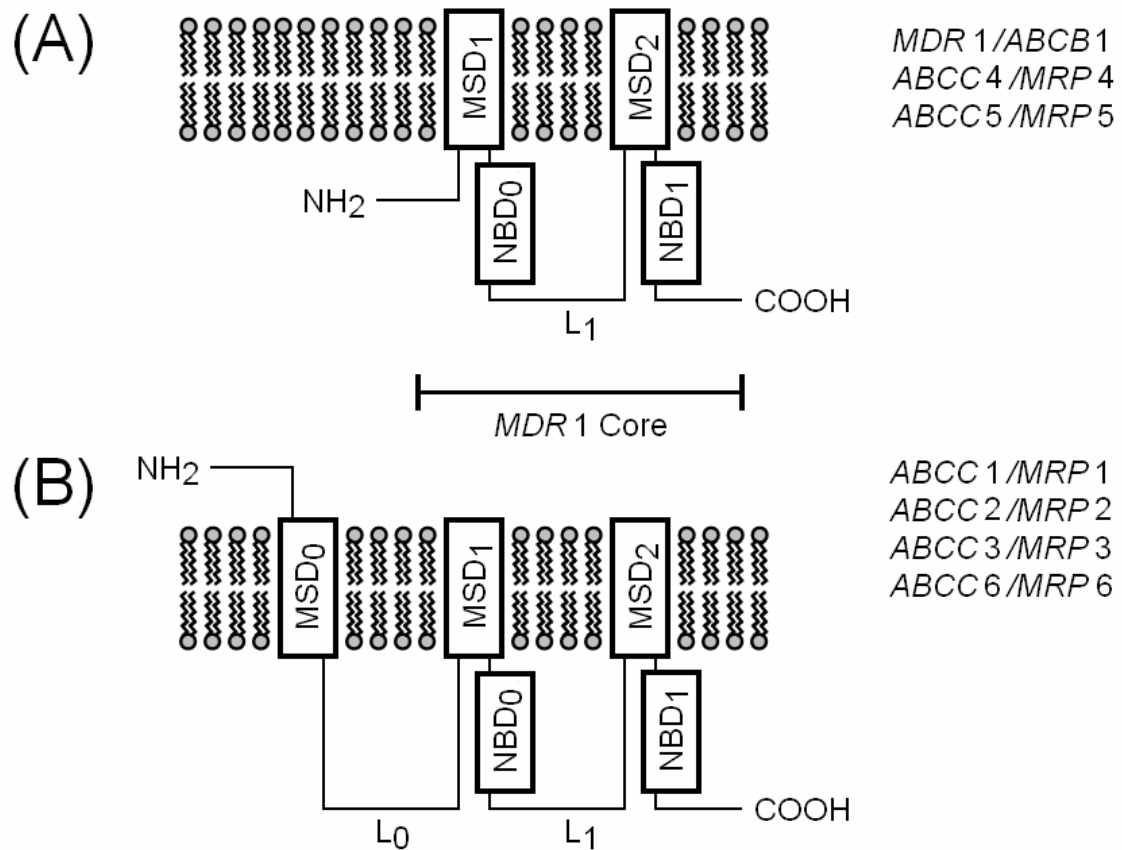 (A)
MSD1
MSD2
MDR1/ABCB1
ABCC4/MRP4
ABCC5/MRP5
NH2
NBD0
NBD1
L1
COOH
MDR1 Core
(B)
NH2
ABCC1/MRP1
ABCC2/MRP2
ABCC3/MRP3
ABCC6/MRP6
MSD0
MSD1
MSD2
NBD0
NBD1
L0
L1
COOH